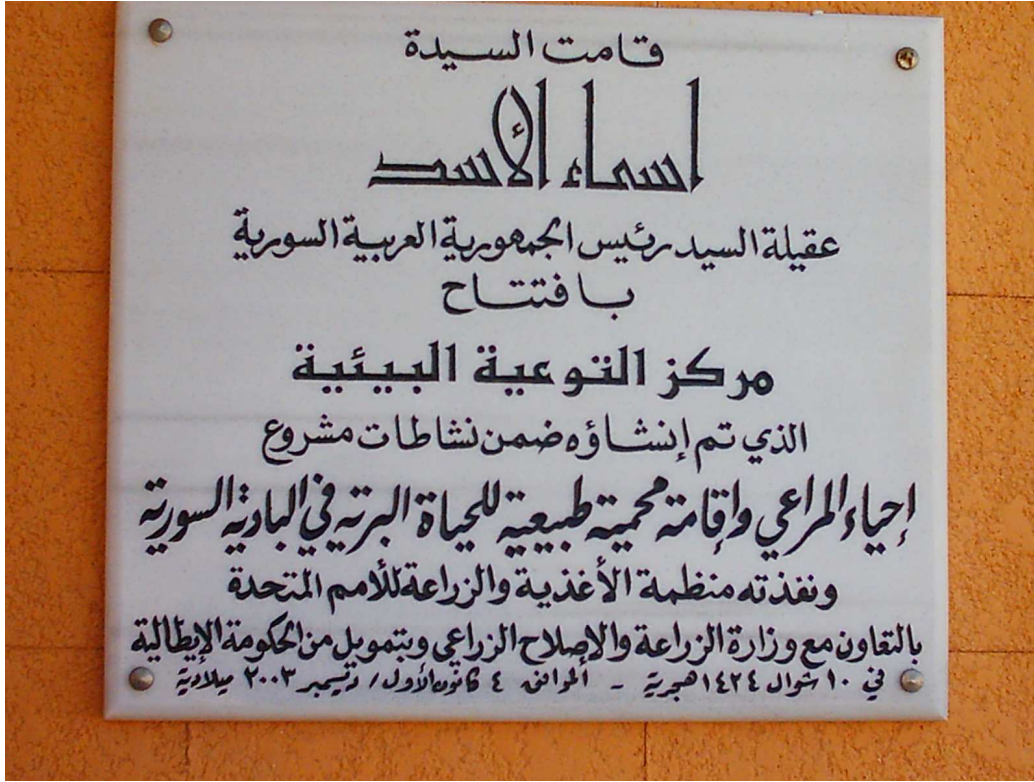 قامت السيدة
اسماء الأسد
عقيلة السيد رئيس الجمهورية العربية السورية
بافتتاح
مركز التوعية البيئية
الذي تم إنشاؤه ضمن نشاطات مشروع
إحياء المراعي وإقامة محمية طبيعية للحياة البرية في البادية السورية
ونفذته منظمة الأغذية والزراعة للأمم المتحدة
بالتعاون مع وزارة الزراعة والإصلاح الزراعي وبتمويل من الحكومة الإيطالية
في ١٠ شوال ١٤٢٤ هجرية - الموافق ٤ كانون الأول / ديسمبر ٢٠٠٣ ميلادية